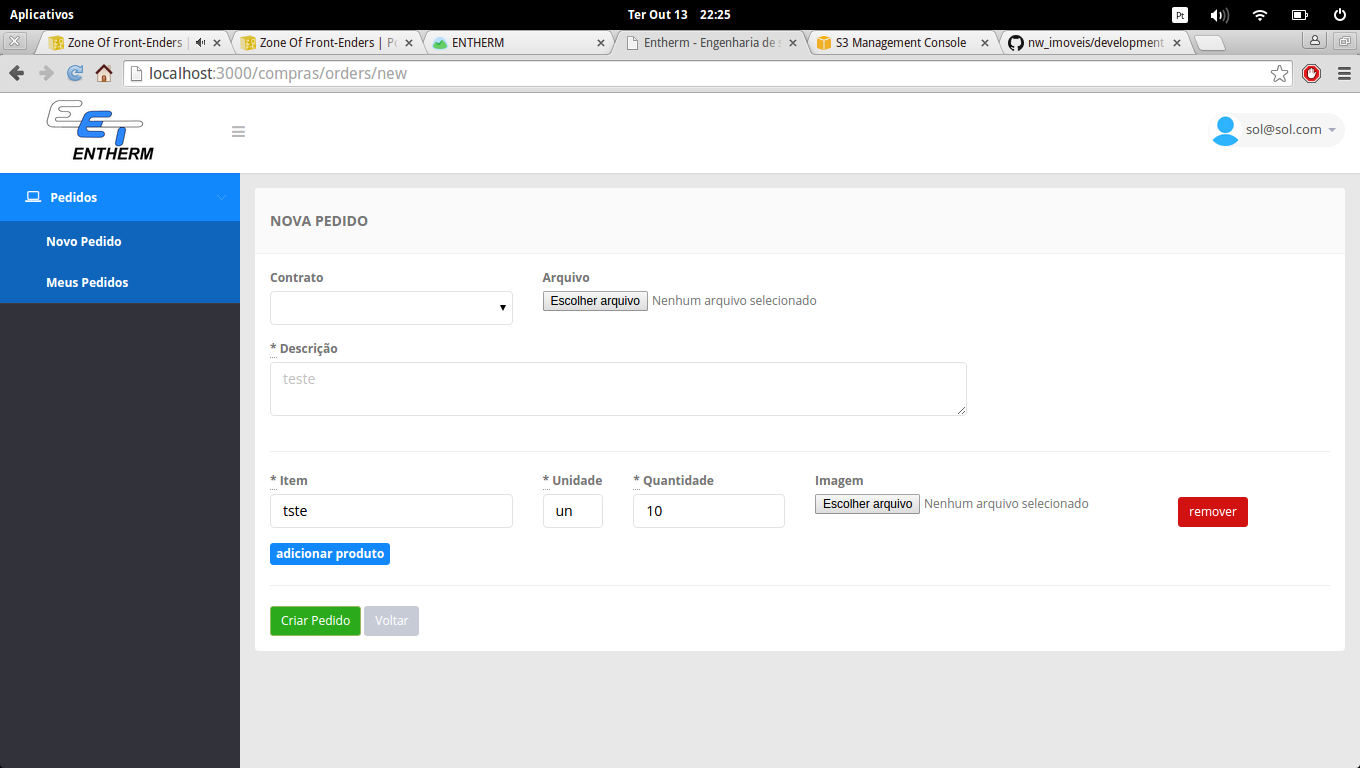 Aplicativos
Ter Out 13 22:25
Pt
Zone Of Front-Enders |
Zone Of Front-Enders | P
ENTHERM
Entherm - Engenharia de s
S3 Management Console
nw_imoveis/development
localhost:3000/compras/orders/new
EET
ENTHERM
sol@sol.com
Pedidos
Novo Pedido
Meus Pedidos
NOVA PEDIDO
Contrato
Arquivo
Escolher arquivo Nenhum arquivo selecionado
* Descrição
teste
* Item
* Unidade
* Quantidade
Imagem
tste
un
10
Escolher arquivo Nenhum arquivo selecionado
remover
adicionar produto
Criar Pedido
Voltar